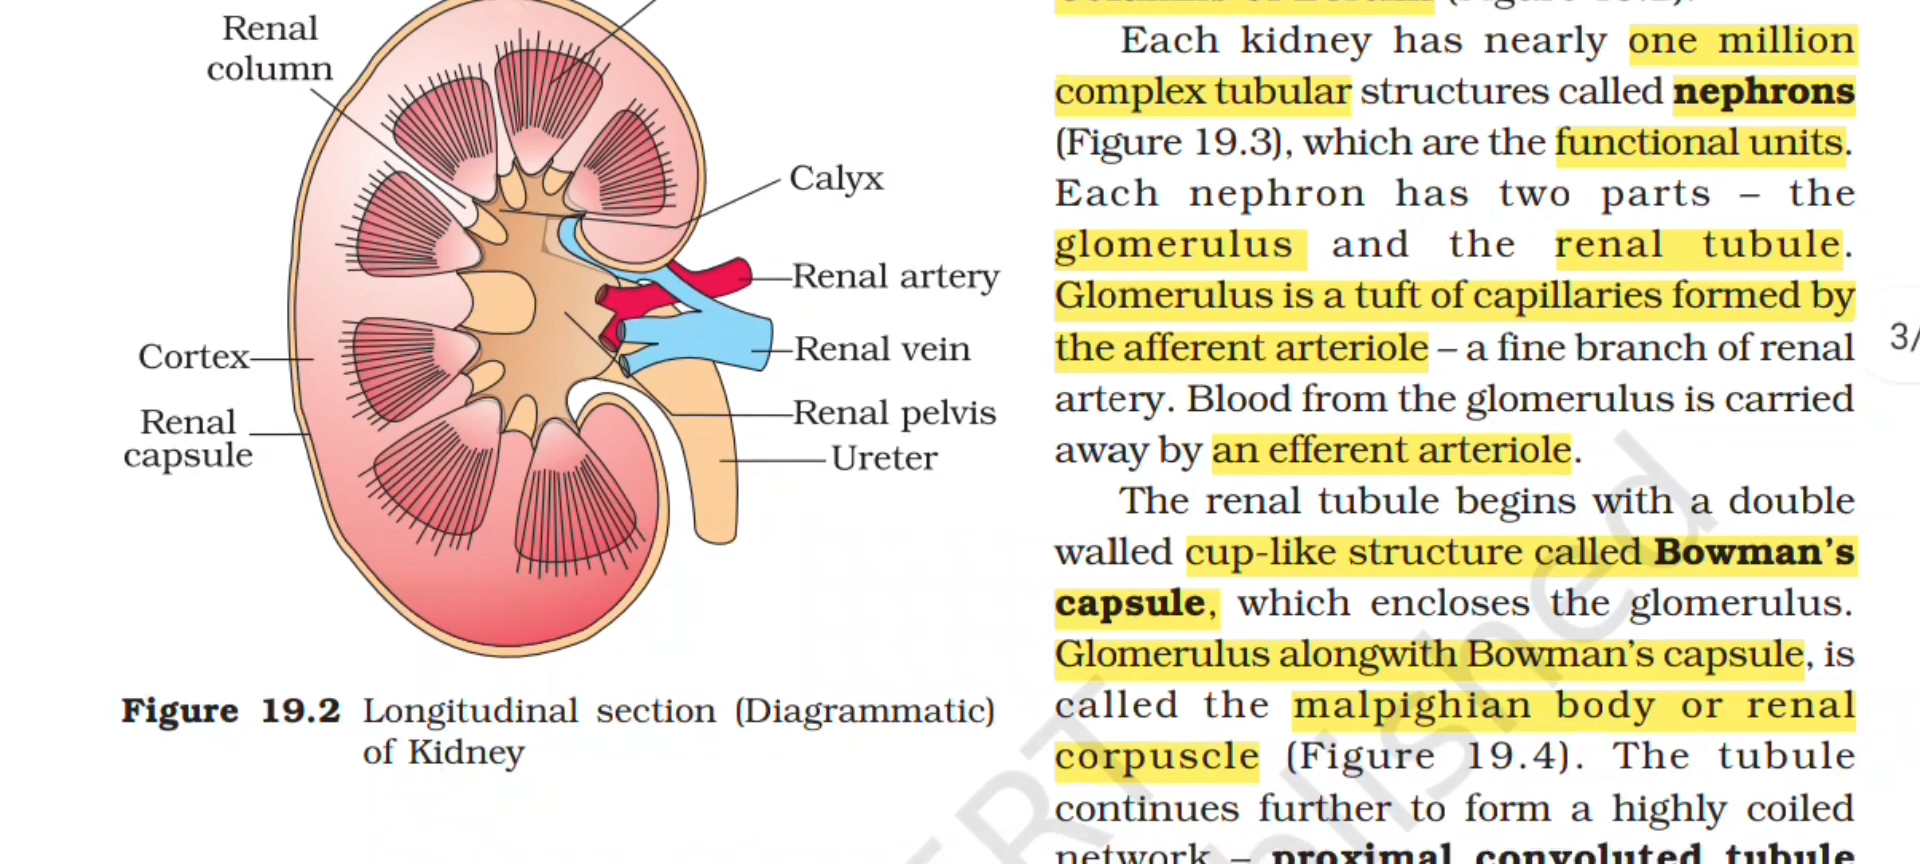 Renal
column
Calyx
Renal artery
Renal vein
Cortex
Renal pelvis
Renal
capsule
Ureter
Figure 19.2 Longitudinal section (Diagrammatic)
of Kidney
Each kidney has nearly one million
complex tubular structures called nephrons
(Figure 19.3), which are the functional units.
Each nephron has two parts – the
glomerulus and the renal tubule.
Glomerulus is a tuft of capillaries formed by
the afferent arteriole – a fine branch of renal
artery. Blood from the glomerulus is carried
away by an efferent arteriole.
The renal tubule begins with a double
walled cup-like structure called Bowman's
capsule, which encloses the glomerulus.
Glomerulus alongwith Bowman's capsule, is
called the malpighian body or renal
corpuscle (Figure 19.4). The tubule
continues further to form a highly coiled
network – proximal convoluted tubule
3/